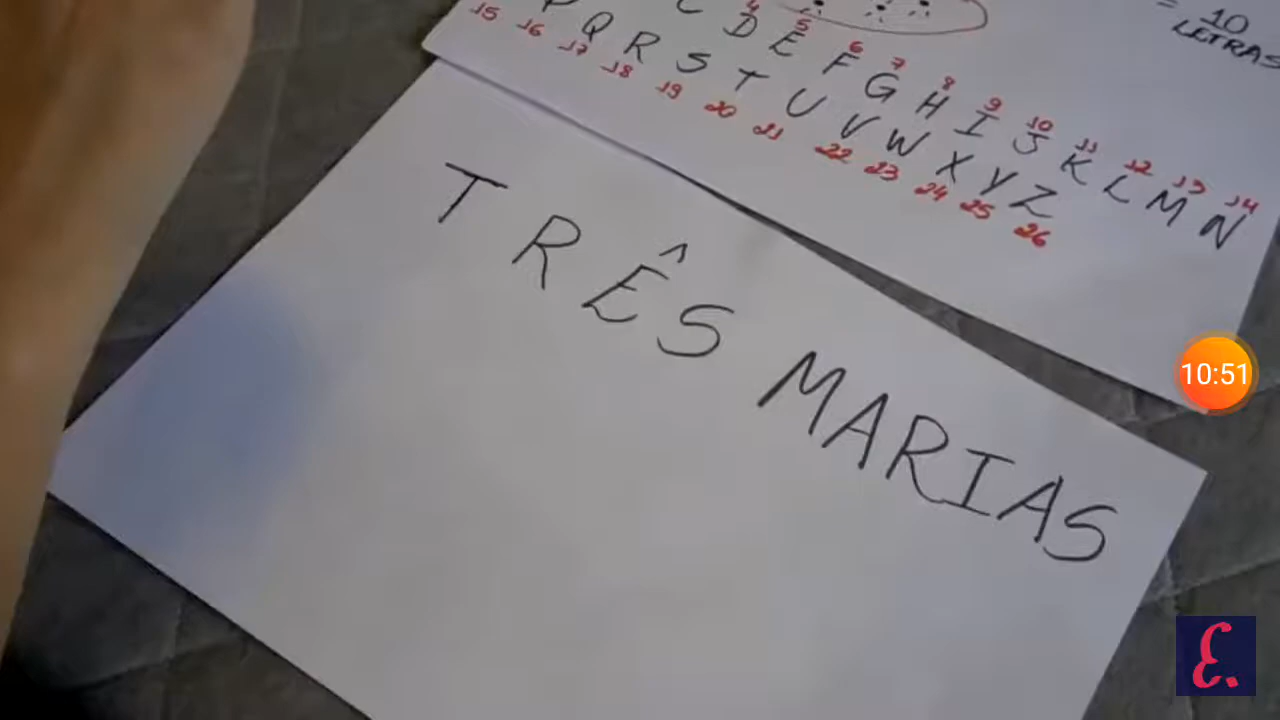 = 10
LETRAS
C D E F G H I J K L M N
4 5 6 7 8 9 10 11 12 13 14
P Q R S T U V W X Y Z
15 16 17 18 19 20 21 22 23 24 25 26
TRÊS MARIAS
10:51
Ɛ.